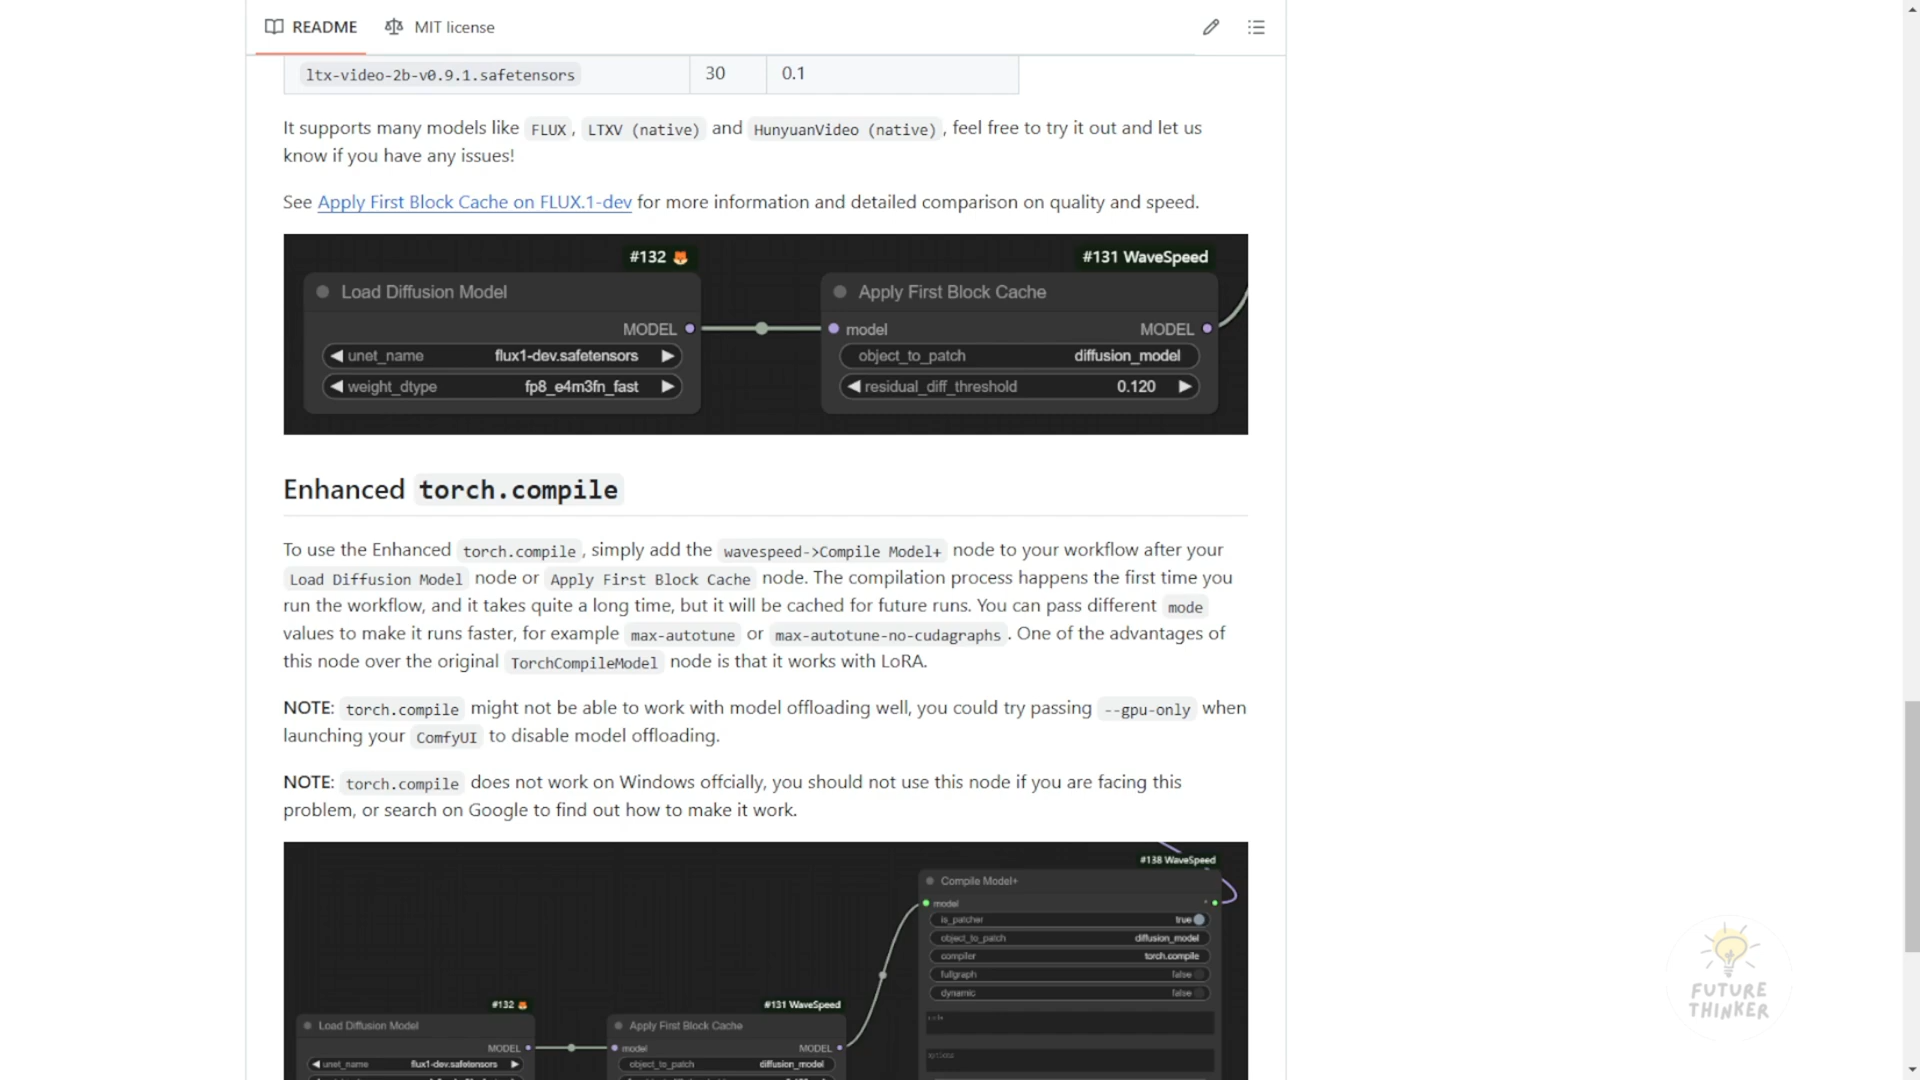 README MIT license
ltx-video-2b-v0.9.1.safetensors 30 0.1
It supports many models like FLUX, LTXV (native) and HunyuanVideo (native), feel free to try it out and let us
know if you have any issues!
See Apply First Block Cache on FLUX.1-dev for more information and detailed comparison on quality and speed.
#132 #131 WaveSpeed
Load Diffusion Model Apply First Block Cache
MODEL model MODEL
unet_name flux1-dev.safetensors object_to_patch diffusion_model
weight_dtype fp8_e4m3fn_fast residual_diff_threshold 0.120
Enhanced torch.compile
To use the Enhanced torch.compile, simply add the wavespeed->Compile Model+ node to your workflow after your
Load Diffusion Model node or Apply First Block Cache node. The compilation process happens the first time you
run the workflow, and it takes quite a long time, but it will be cached for future runs. You can pass different mode
values to make it runs faster, for example max-autotune or max-autotune-no-cudagraphs. One of the advantages of
this node over the original TorchCompileModel node is that it works with LoRA.
NOTE: torch.compile might not be able to work with model offloading well, you could try passing --gpu-only when
launching your ComfyUI to disable model offloading.
NOTE: torch.compile does not work on Windows offcially, you should not use this node if you are facing this
problem, or search on Google to find out how to make it work.
#138 WaveSpeed
Compile Model+
model
is_patcher true
object_to_patch diffusion_model
compiler torch.compile
fullgraph false
dynamic false
#132 #131 WaveSpeed
Load Diffusion Model Apply First Block Cache
MODEL model MODEL
unet_name flux1-dev.safetensors object_to_patch diffusion_model
FUTURE
THINKER